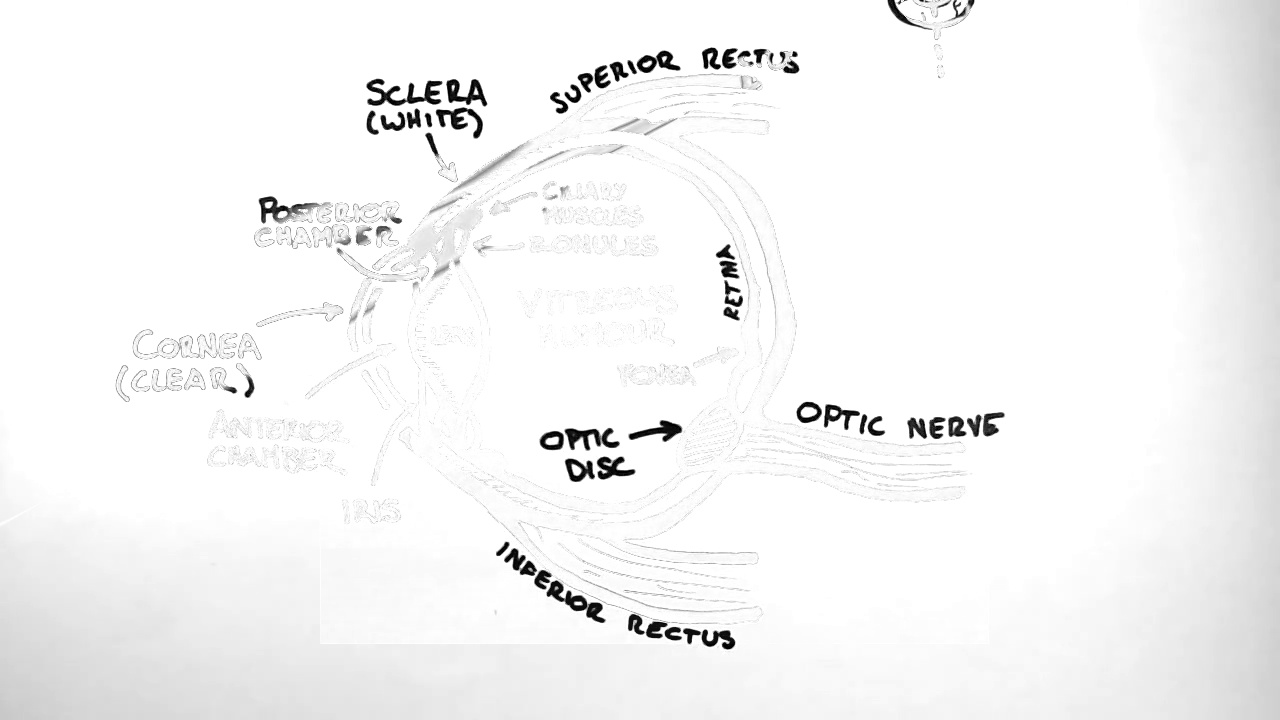 SUPERIOR RECTUS
SCLERA
(WHITE)
POSTERIOR
CHAMBER
CILIARY
MUSCLES
ZONULES
RETINA
VITREOUS
HUMOUR
LENS
CORNEA
(CLEAR)
ANTERIOR
CHAMBER
OPTIC NERVE
OPTIC
DISC
IRIS
INFERIOR RECTUS